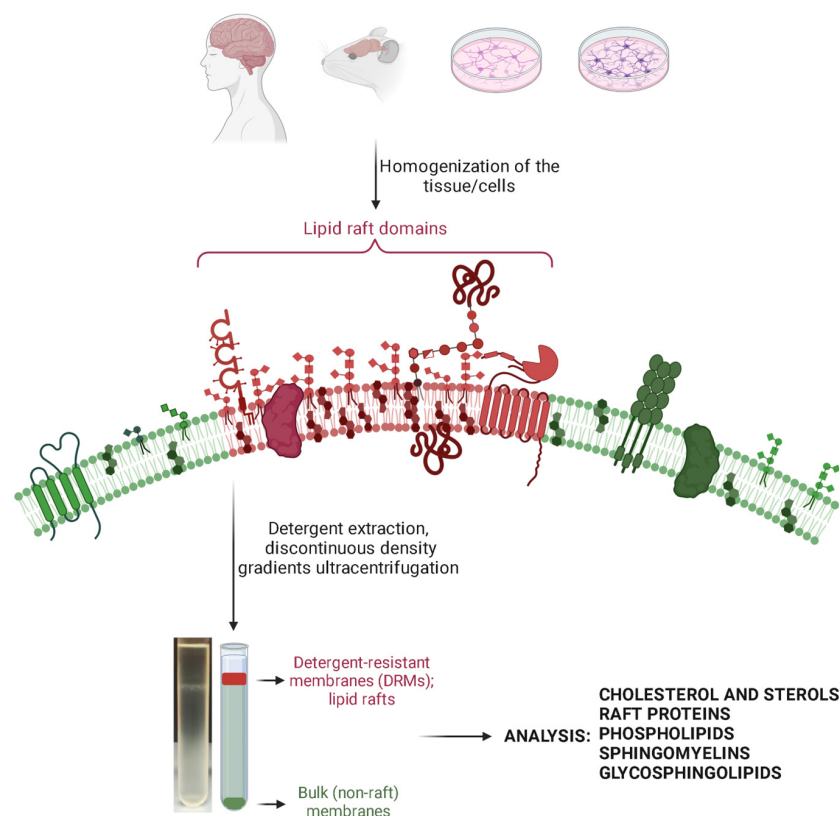 Homogenization of the
tissue/cells
Lipid raft domains
Detergent extraction,
discontinuous density
gradients ultracentrifugation
Detergent-resistant
membranes (DRMs);
lipid rafts
Bulk (non-raft)
membranes
ANALYSIS:
CHOLESTEROL AND STEROLS
RAFT PROTEINS
PHOSPHOLIPIDS
SPHINGOMYELINS
GLYCOSPHINGOLIPIDS